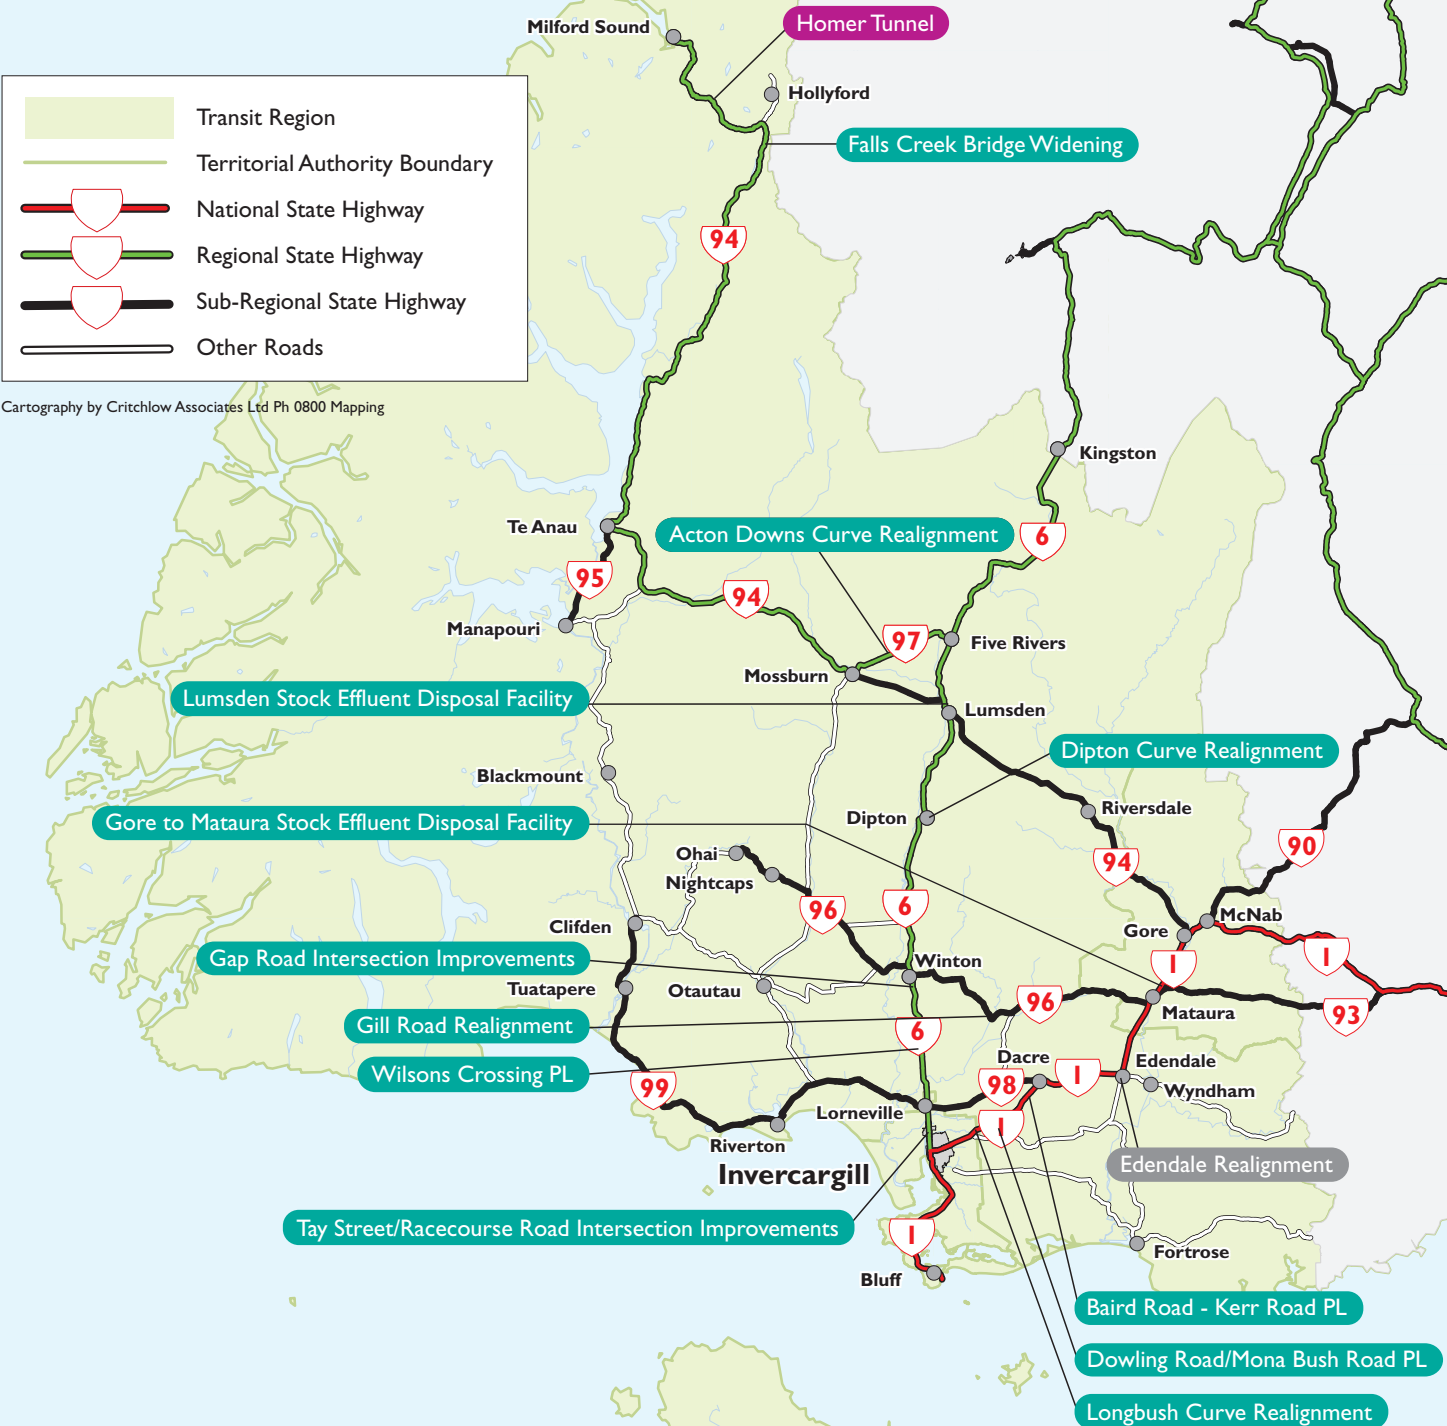 Milford Sound
Homer Tunnel
Hollyford
Transit Region
Falls Creek Bridge Widening
Territorial Authority Boundary
National State Highway
94
Regional State Highway
Sub-Regional State Highway
Other Roads
Cartography by Critchlow Associates Ltd Ph 0800 Mapping
Kingston
Te Anau
Acton Downs Curve Realignment
6
95
94
Manapouri
97
Five Rivers
Mossburn
Lumsden Stock Effluent Disposal Facility
Lumsden
Dipton Curve Realignment
Blackmount
Riversdale
Gore to Mataura Stock Effluent Disposal Facility
Dipton
90
Ohai
94
Nightcaps
96
6
McNab
Clifden
Gore
1
Gap Road Intersection Improvements
Winton
1
Tuatapere
Otautau
96
Mataura
93
Gill Road Realignment
6
Dacre
Edendale
Wilsons Crossing PL
1
99
98
Wyndham
Lorneville
1
Riverton
Edendale Realignment
Invercargill
Tay Street/Racecourse Road Intersection Improvements
1
Fortrose
Bluff
Baird Road - Kerr Road PL
Dowling Road/Mona Bush Road PL
Longbush Curve Realignment